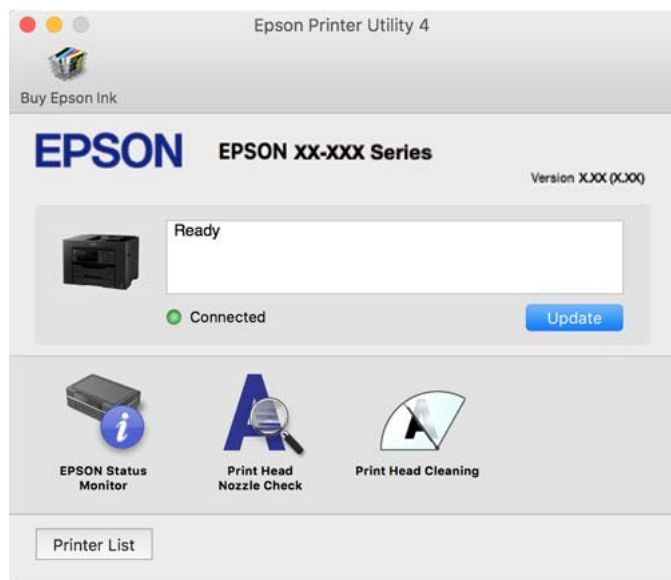 Epson Printer Utility 4
Buy Epson Ink
EPSON
EPSON XX-XXX Series
Version X.XX (X.XX)
Ready
Connected
Update
EPSON Status
Monitor
Print Head
Nozzle Check
Print Head Cleaning
Printer List